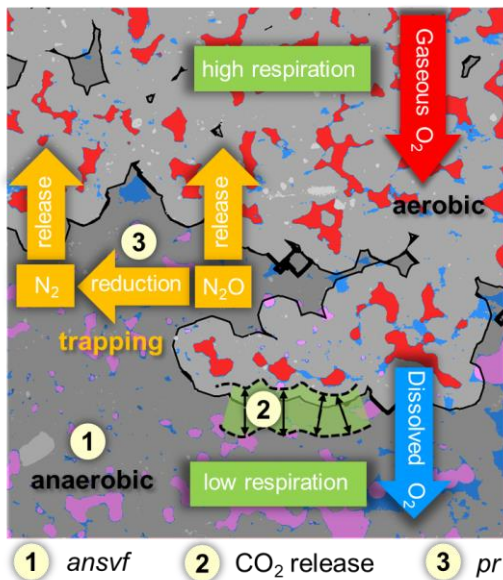 high respiration
Gaseous O₂
aerobic
release
release
3
N₂
reduction
N₂O
trapping
2
1
anaerobic
low respiration
Dissolved O₂
1 ansvf
2 CO₂ release
3 pr